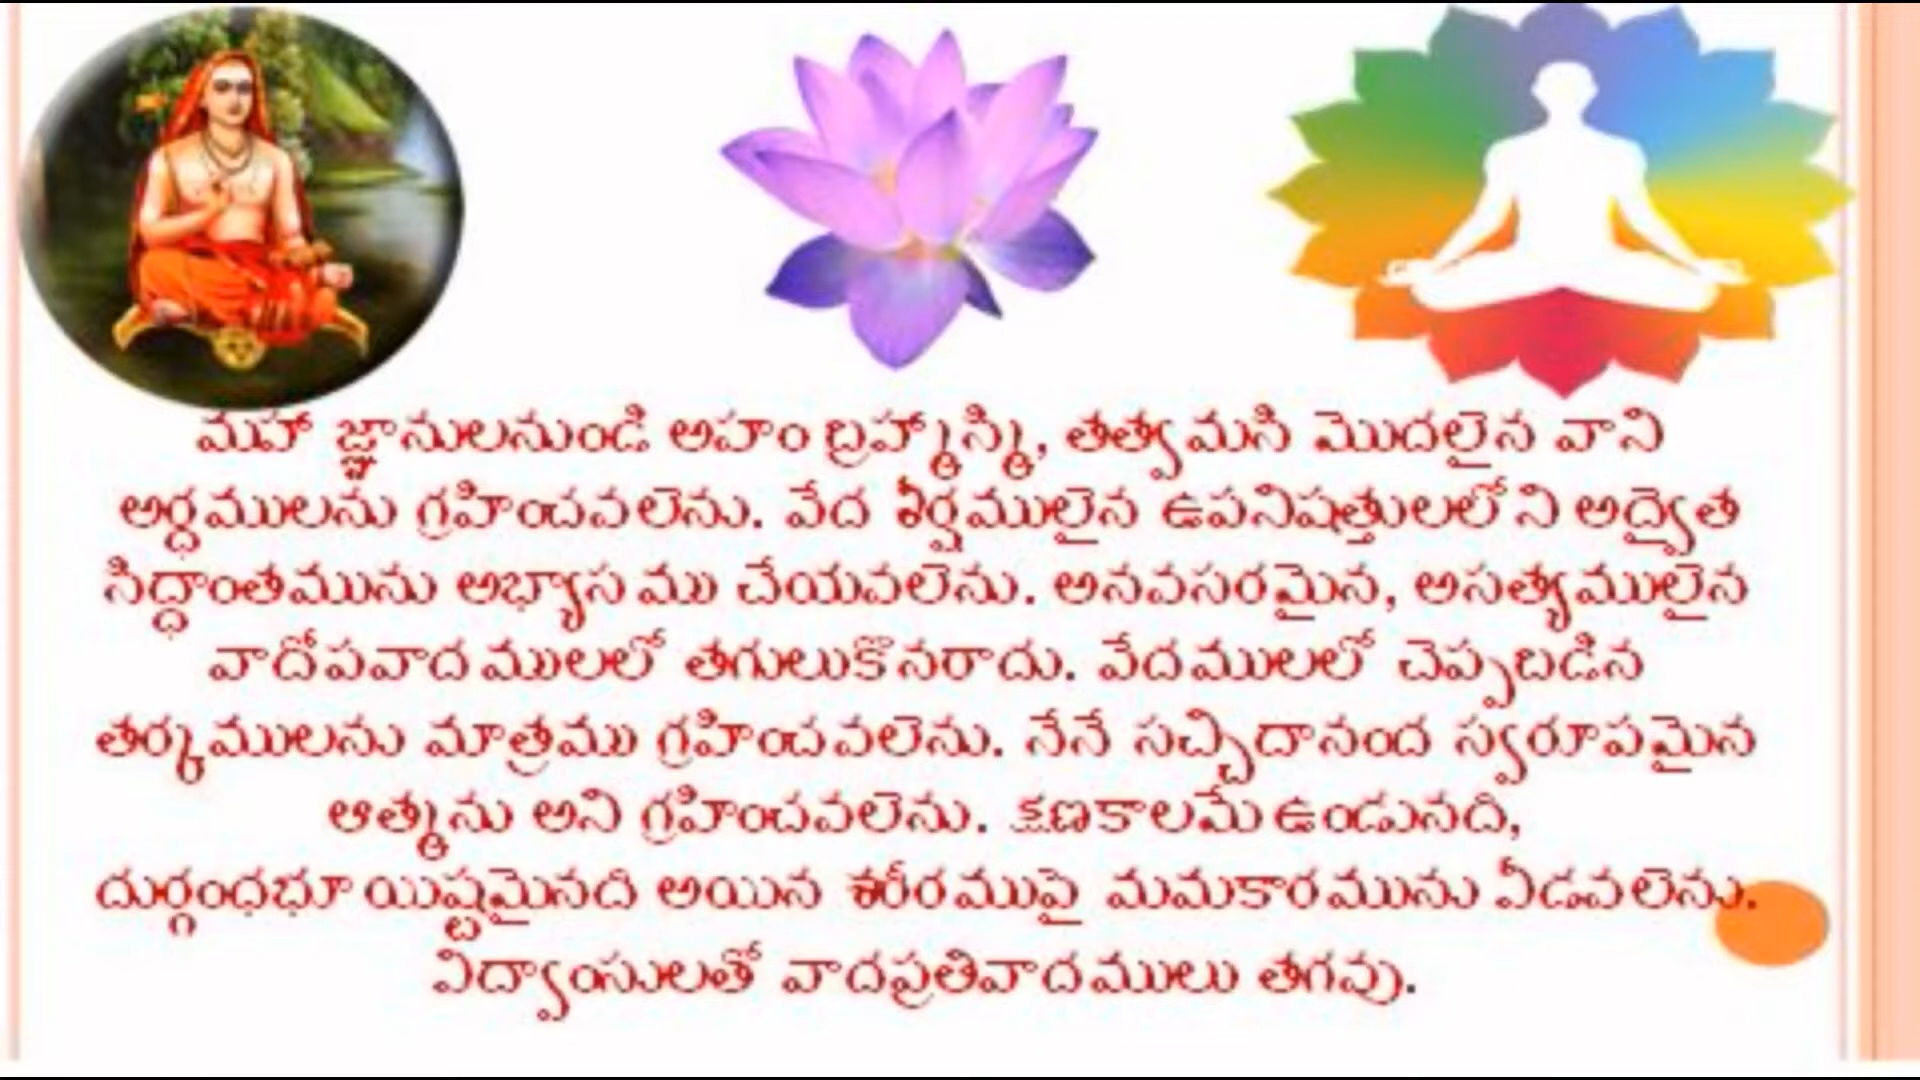 మహా జ్ఞానులనుండి అహం బ్రహ్మాస్మి, తత్వమసి మొదలైన వాని
అర్ధములను గ్రహించవలెను. వేద శీర్షములైన ఉపనిషత్తులలోని అద్వైత
సిద్ధాంతమును అభ్యాసము చేయవలెను. అనవసరమైన, అసత్యములైన
వాదోపవాదములలో తగులుకొనరాదు. వేదములలో చెప్పబడిన
తర్కములను మాత్రము గ్రహించవలెను. నేనే సచ్చిదానంద స్వరూపమైన
ఆత్మను అని గ్రహించవలెను. క్షణకాలమే ఉండునది,
దుర్గంధభూయిష్టమైనది అయిన శరీరముపై మమకారమును వీడవలెను.
విద్వాంసులతో వాదప్రతివాదములు తగవు.